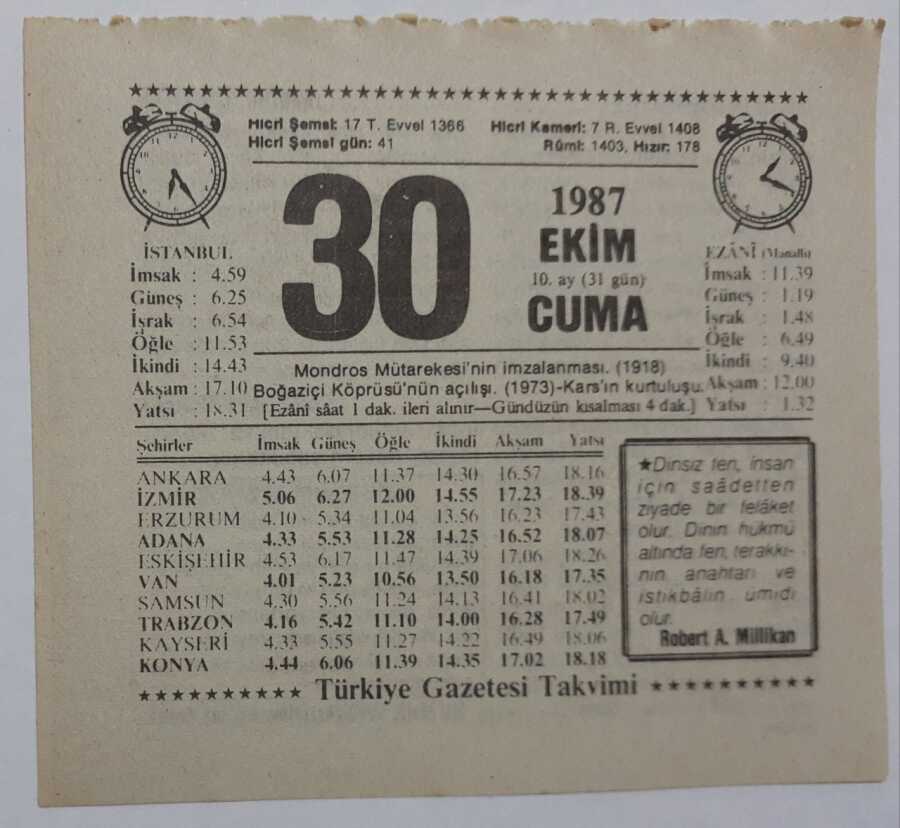 Hicrî Şemsî: 17 T. Evvel 1366
Hicrî Şemsî gün: 41
Hicrî Kamerî: 7 R. Evvel 1408
Rûmî: 1403, Hızır: 178
30
1987
EKİM
10. ay (31 gün)
CUMA
İSTANBUL
İmsak : 4.59
Güneş : 6.25
İşrak : 6.54
Öğle : 11.53
İkindi : 14.43
Akşam : 17.10
Yatsı : 18.31
EZÂNÎ (Mahallî)
İmsak : 11.39
Güneş : 1.19
İşrak : 1.48
Öğle : 6.49
İkindi : 9.40
Akşam : 12.00
Yatsı : 1.32
Mondros Mütarekesi'nin imzalanması. (1918)
Boğaziçi Köprüsü'nün açılışı. (1973)-Kars'ın kurtuluşu.
[Ezânî sâat 1 dak. ileri alınır—Gündüzün kısalması 4 dak.]
Şehirler İmsak Güneş Öğle İkindi Akşam Yatsı
ANKARA 4.43 6.07 11.37 14.30 16.57 18.16
İZMİR 5.06 6.27 12.00 14.55 17.23 18.39
ERZURUM 4.10 5.34 11.04 13.56 16.23 17.43
ADANA 4.33 5.53 11.28 14.25 16.52 18.07
ESKİŞEHİR 4.53 6.17 11.47 14.39 17.06 18.26
VAN 4.01 5.23 10.56 13.50 16.18 17.35
SAMSUN 4.30 5.56 11.24 14.13 16.41 18.02
TRABZON 4.16 5.42 11.10 14.00 16.28 17.49
KAYSERİ 4.33 5.55 11.27 14.22 16.49 18.06
KONYA 4.44 6.06 11.39 14.35 17.02 18.18
★Dinsiz fen, insan
için saâdetten
ziyade bir felâket
olur. Dinin hükmü
altında fen, terakki-
nin anahtarı ve
istikbâlin ümidi
olur.
Robert A. Millikan
Türkiye Gazetesi Takvimi